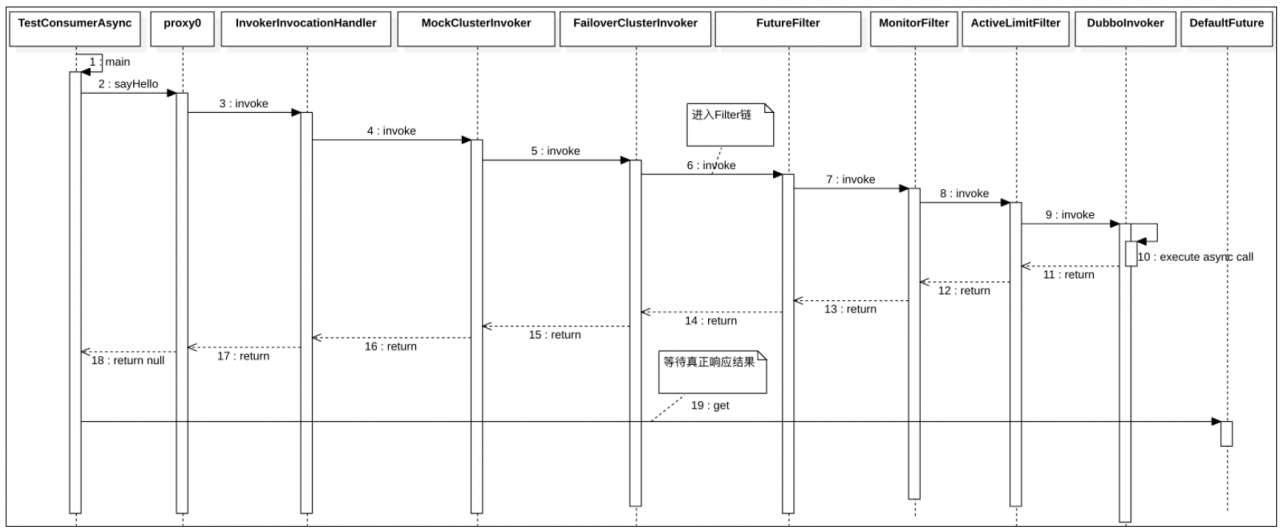 TestConsumerAsync
proxy0
InvokerInvocationHandler
MockClusterInvoker
FailoverClusterInvoker
FutureFilter
MonitorFilter
ActiveLimitFilter
DubboInvoker
DefaultFuture
1 : main
2 : sayHello
3 : invoke
进入Filter链
4 : invoke
5 : invoke
6 : invoke
7 : invoke
8 : invoke
9 : invoke
10 : execute async call
11 : return
12 : return
13 : return
14 : return
15 : return
16 : return
17 : return
18 : return null
等待真正响应结果
19 : get